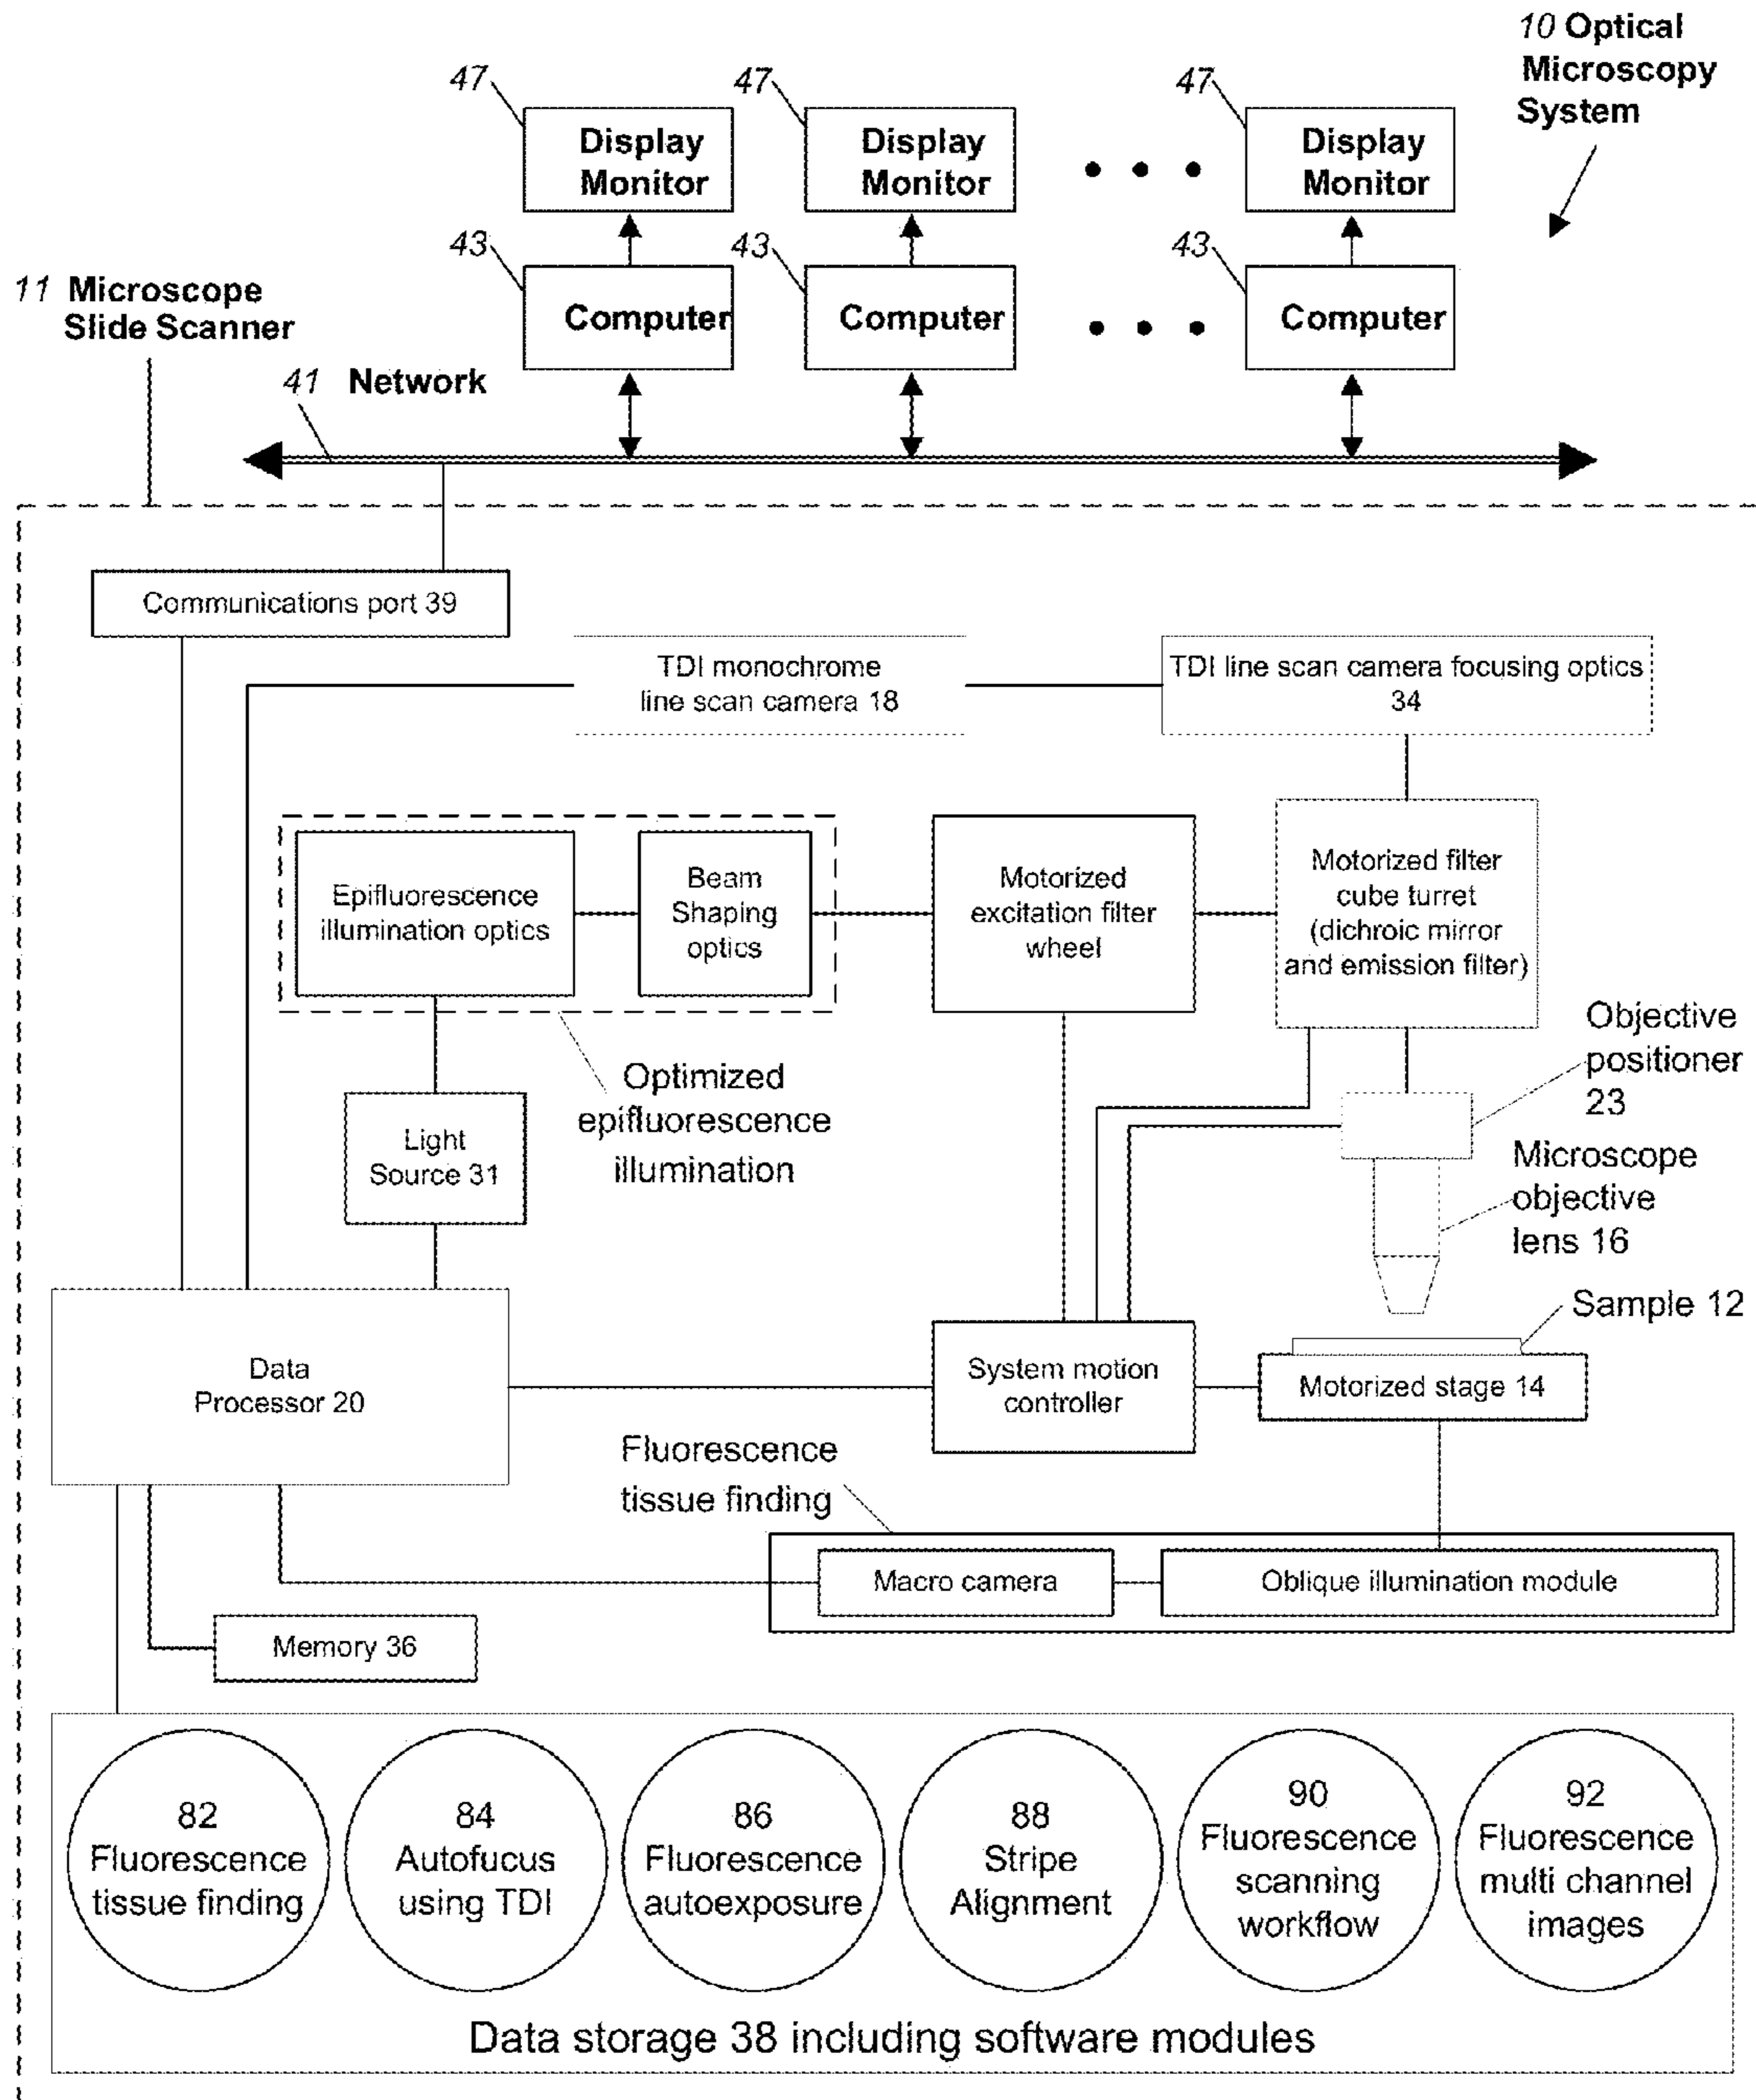 10 Optical
Microscopy
System
47
47
47
Display
Monitor
Display
Monitor
Display
Monitor
43
43
43
Computer
Computer
Computer
11 Microscope
Slide Scanner
41 Network
Communications port 39
TDI monochrome
line scan camera 18
TDI line scan camera focusing optics
34
Epifluorescence
illumination optics
Beam
Shaping
optics
Motorized
excitation filter
wheel
Motorized filter
cube turret
(dichroic mirror
and emission filter)
Objective
positioner
23
Optimized
epifluorescence
illumination
Light
Source 31
Microscope
objective
lens 16
Sample 12
Data
Processor 20
System motion
controller
Motorized stage 14
Fluorescence
tissue finding
Macro camera
Oblique illumination module
Memory 36
82
Fluorescence
tissue finding
84
Autofucus
using TDI
86
Fluorescence
autoexposure
88
Stripe
Alignment
90
Fluorescence
scanning
workflow
92
Fluorescence
multi channel
images
Data storage 38 including software modules